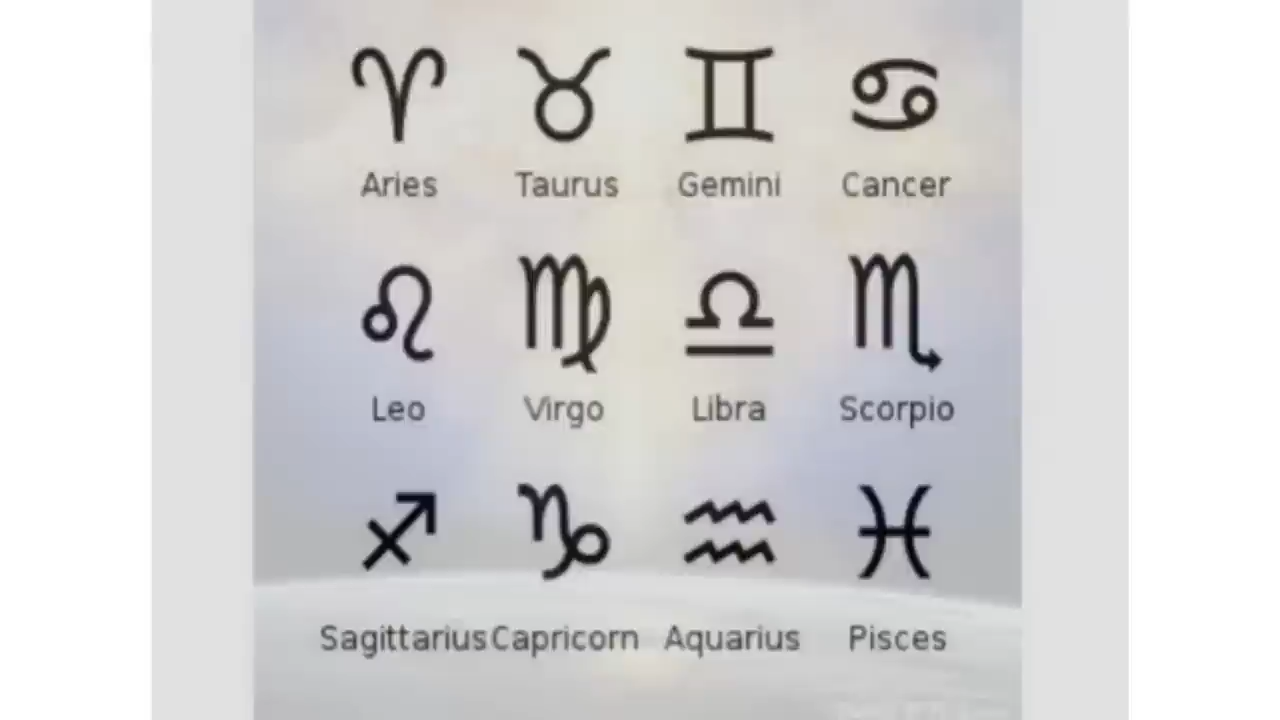 Aries Taurus Gemini Cancer
Leo Virgo Libra Scorpio
Sagittarius Capricorn Aquarius Pisces